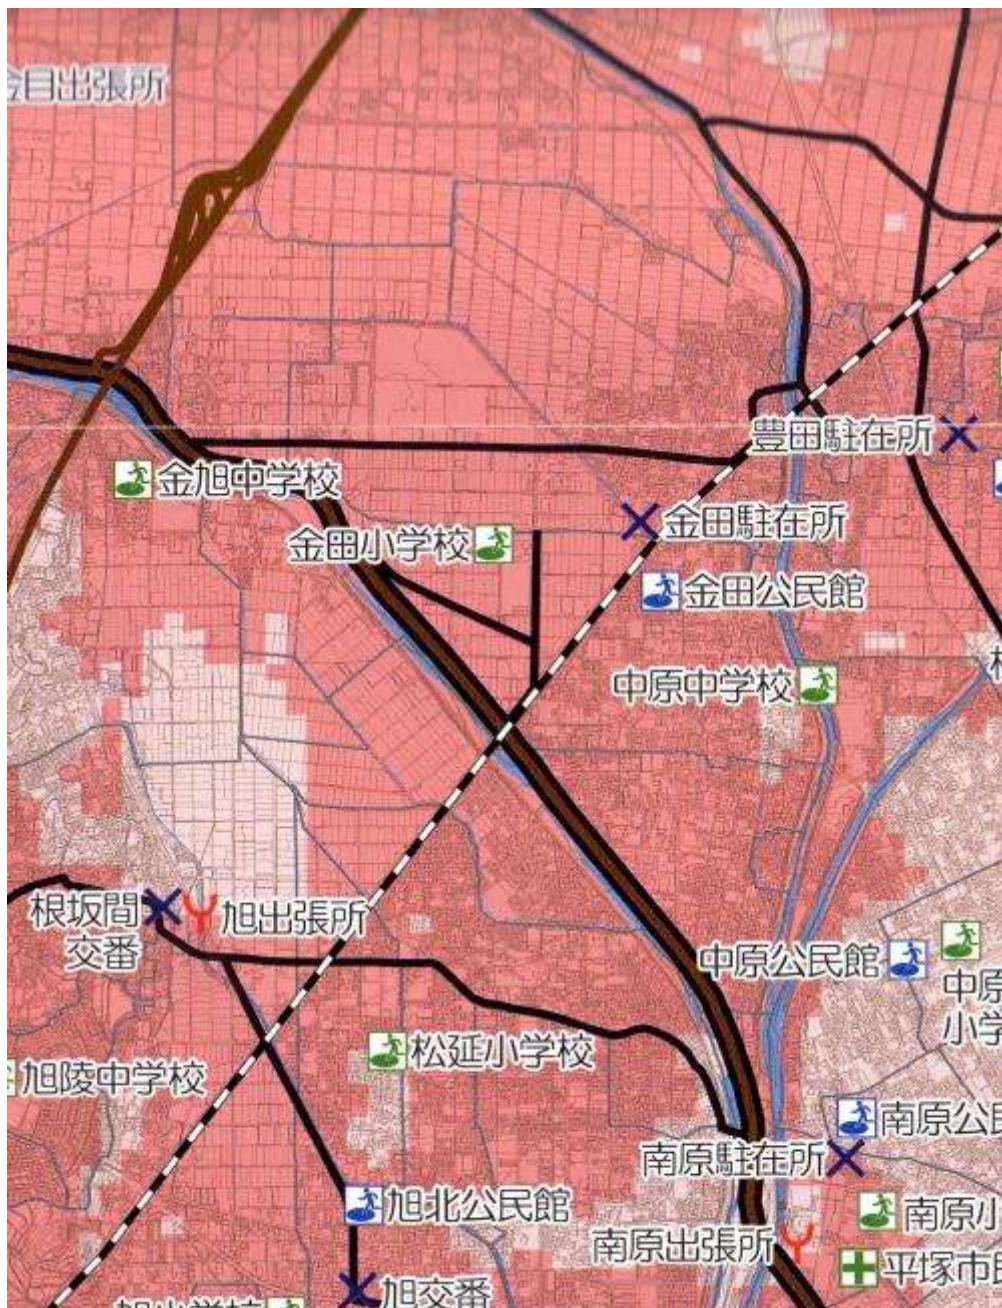 金目出張所
豊田駐在所
金旭中学校
金田駐在所
金田小学校
金田公民館
中原中学校
根坂間
交番
旭出張所
中原公民館
中原
小学
松延小学校
旭陵中学校
南原公民
南原駐在所
旭北公民館
南原小
南原出張所
平塚市民
旭交番